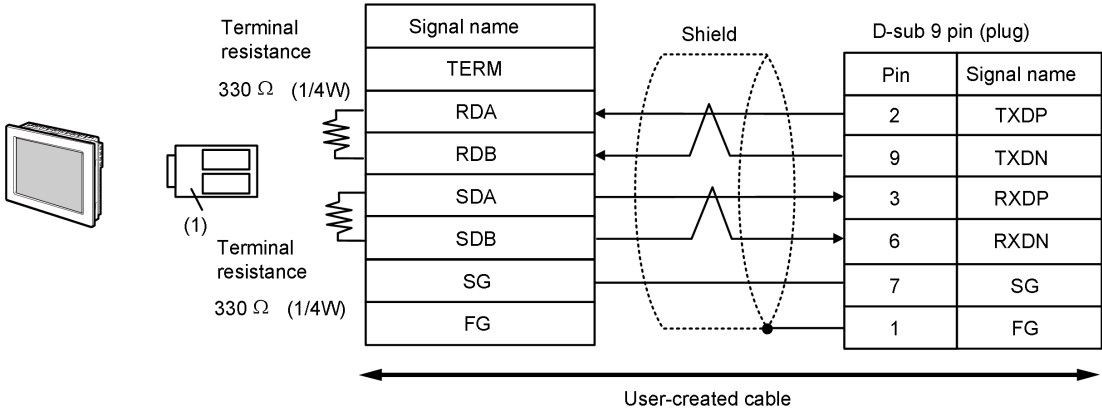 Terminal
resistance
330 Ω (1/4W)
(1)
Terminal
resistance
330 Ω (1/4W)
Signal name
TERM
RDA
RDB
SDA
SDB
SG
FG
Shield
D-sub 9 pin (plug)
Pin Signal name
2 TXDP
9 TXDN
3 RXDP
6 RXDN
7 SG
1 FG
User-created cable